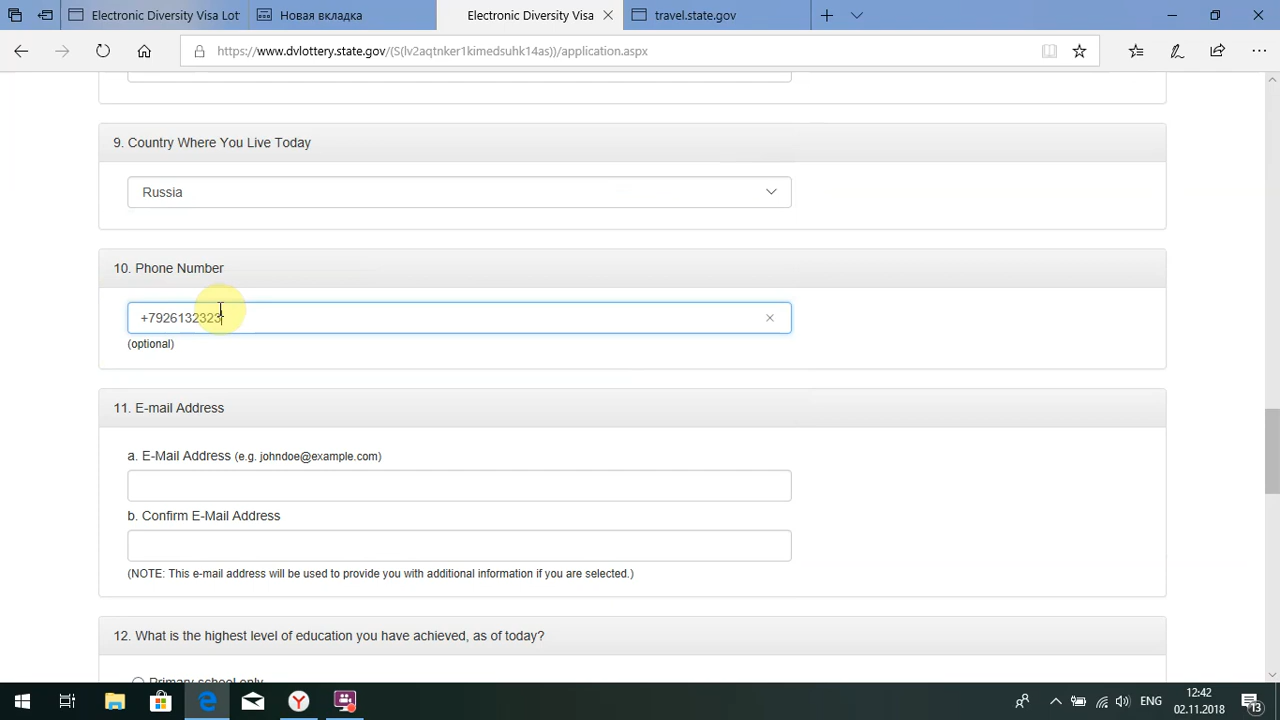 Electronic Diversity Visa Lot
Новая вкладка
Electronic Diversity Visa
travel.state.gov
https://www.dvlottery.state.gov/(S(lv2aqtnker1kimedsuhk14as))/application.aspx
9. Country Where You Live Today
Russia
10. Phone Number
+7926132323
(optional)
11. E-mail Address
a. E-Mail Address (e.g. johndoe@example.com)
b. Confirm E-Mail Address
(NOTE: This e-mail address will be used to provide you with additional information if you are selected.)
12. What is the highest level of education you have achieved, as of today?
Primary school only
ENG
12:42
02.11.2018
13